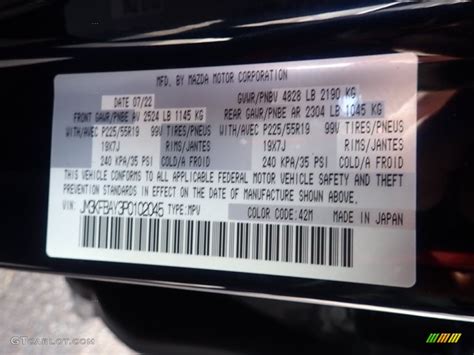 MFD. BY MAZDA MOTOR CORPORATION
DATE 07/22
GVWR/PNBV 4828 LB 2190 KG
FRONT GAWR/PNBE AV 2524 LB 1145 KG
REAR GAWR/PNBE AR 2304 LB 1045 KG
WITH/AVEC P225/55R19 99V TIRES/PNEUS
WITH/AVEC P225/55R19 99V TIRES/PNEUS
19X7J RIMS/JANTES
19X7J RIMS/JANTES
240 KPA/35 PSI COLD/A FROID
240 KPA/35 PSI COLD/A FROID
THIS VEHICLE CONFORMS TO ALL APPLICABLE FEDERAL MOTOR VEHICLE SAFETY AND THEFT
PREVENTION STANDARDS IN EFFECT ON THE DATE OF MANUFACTURE SHOWN ABOVE.
VIN: JM3KFBAY3P0102045 TYPE: MPV
COLOR CODE: 42M
MADE IN JAPAN
© GTCARLOT.COM